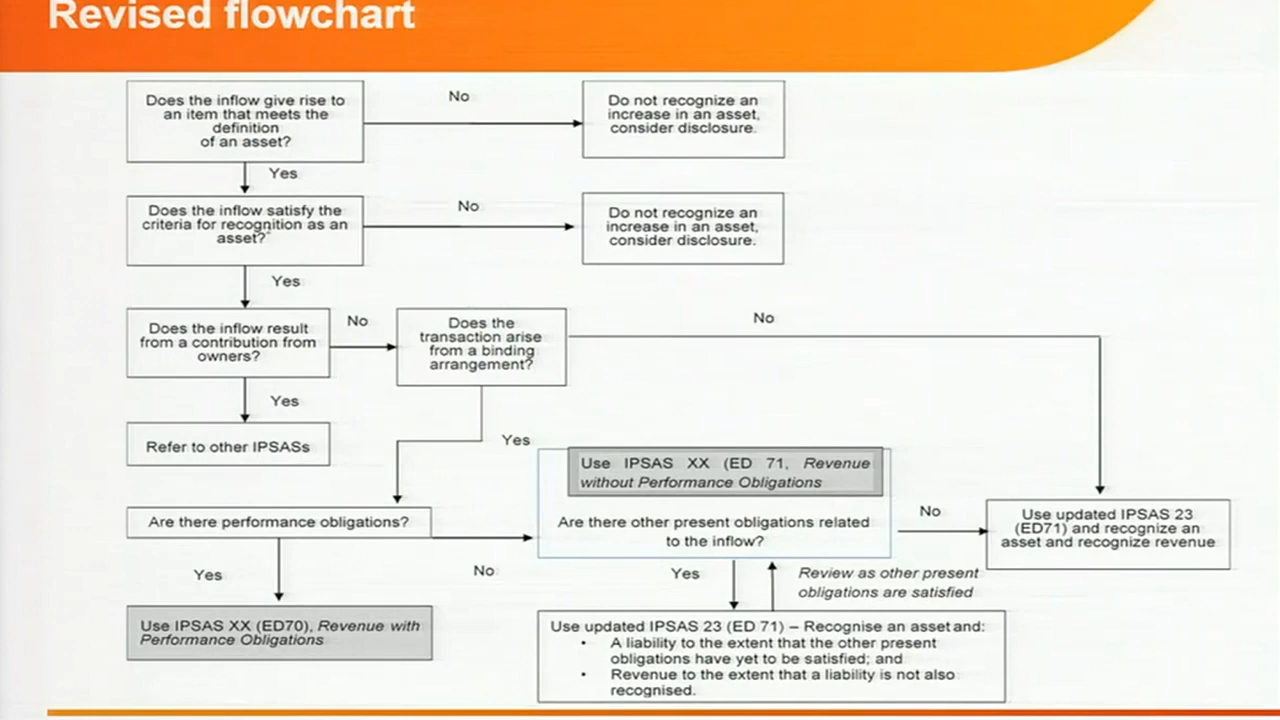 Revised flowchart
Does the inflow give rise to
an item that meets the
definition
of an asset?
No
Do not recognize an
increase in an asset,
consider disclosure.
Yes
Does the inflow satisfy the
criteria for recognition as an
asset?
No
Do not recognize an
increase in an asset,
consider disclosure.
Yes
Does the inflow result
from a contribution from
owners?
No
Does the
transaction arise
from a binding
arrangement?
No
Yes
Refer to other IPSASs
Yes
Use IPSAS XX (ED 71, Revenue
without Performance Obligations
Are there performance obligations?
Are there other present obligations related
to the inflow?
No
Use updated IPSAS 23
(ED71) and recognize an
asset and recognize revenue
Yes
No
Yes
Review as other present
obligations are satisfied
Use IPSAS XX (ED70), Revenue with
Performance Obligations
Use updated IPSAS 23 (ED 71) – Recognise an asset and:
• A liability to the extent that the other present
obligations have yet to be satisfied; and
• Revenue to the extent that a liability is not also
recognised.